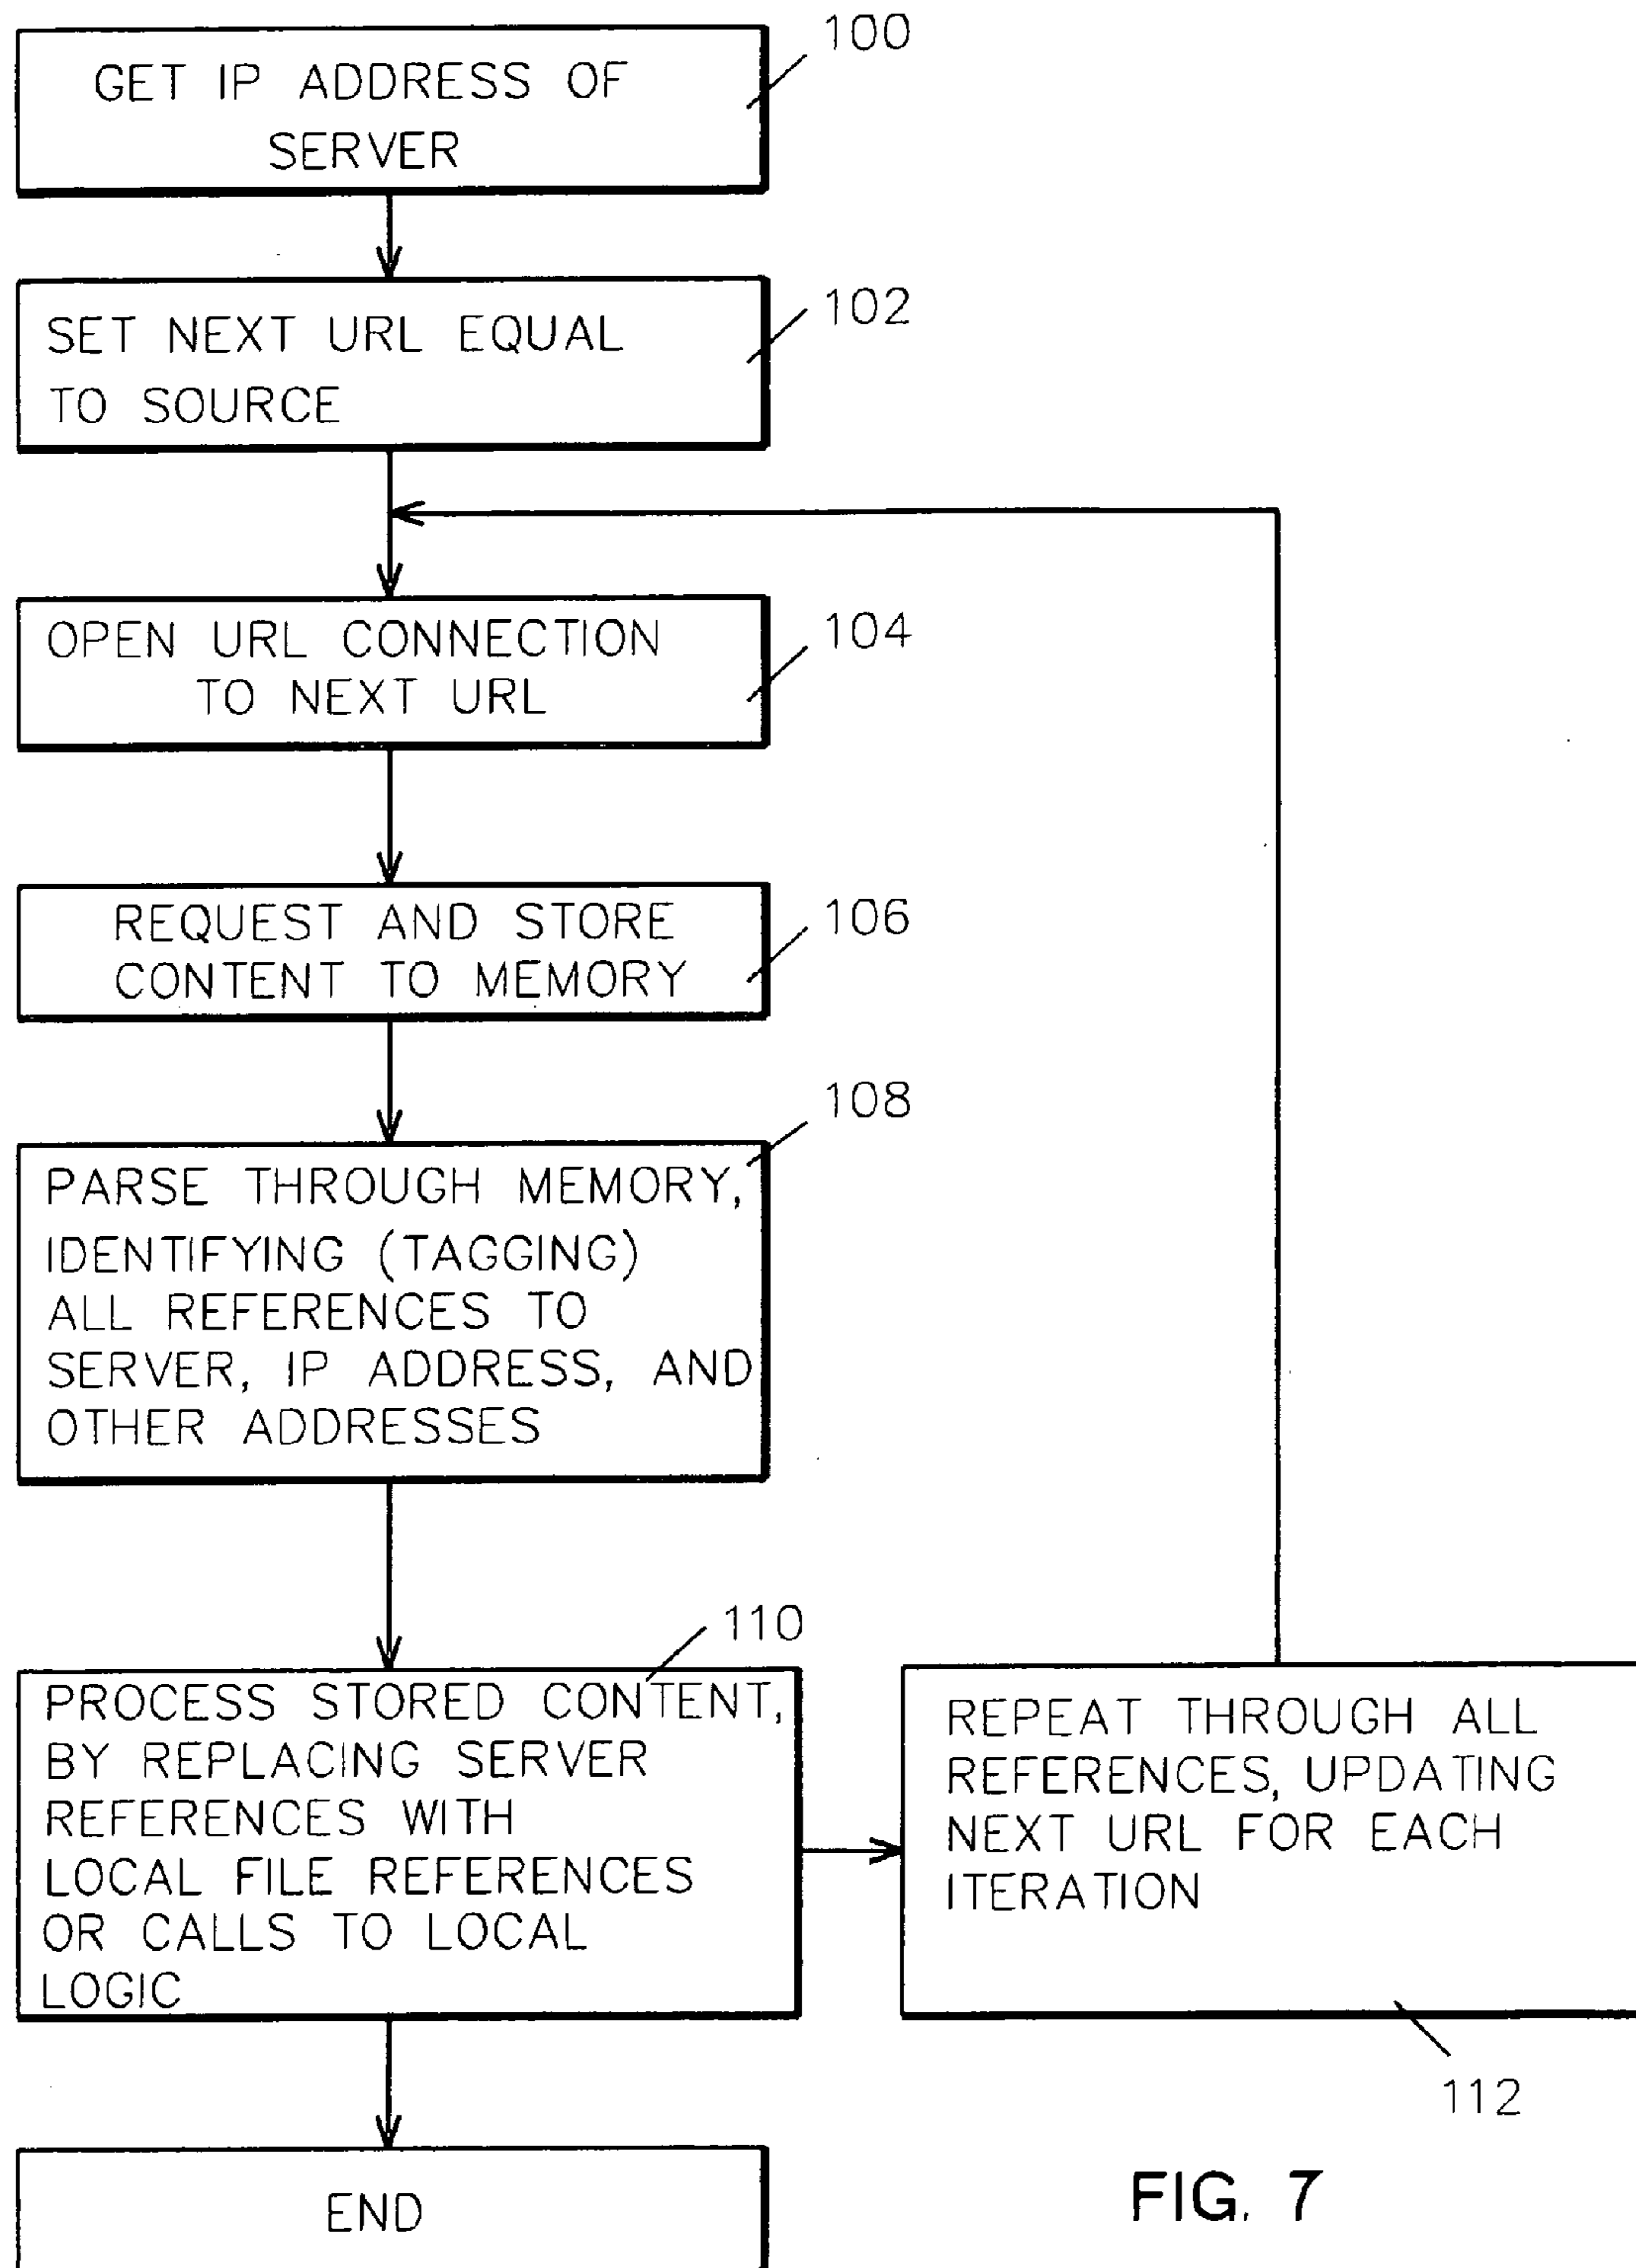 100
GET IP ADDRESS OF
SERVER
102
SET NEXT URL EQUAL
TO SOURCE
104
OPEN URL CONNECTION
TO NEXT URL
106
REQUEST AND STORE
CONTENT TO MEMORY
108
PARSE THROUGH MEMORY,
IDENTIFYING (TAGGING)
ALL REFERENCES TO
SERVER, IP ADDRESS, AND
OTHER ADDRESSES
110
PROCESS STORED CONTENT,
BY REPLACING SERVER
REFERENCES WITH
LOCAL FILE REFERENCES
OR CALLS TO LOCAL
LOGIC
REPEAT THROUGH ALL
REFERENCES, UPDATING
NEXT URL FOR EACH
ITERATION
112
END
FIG. 7